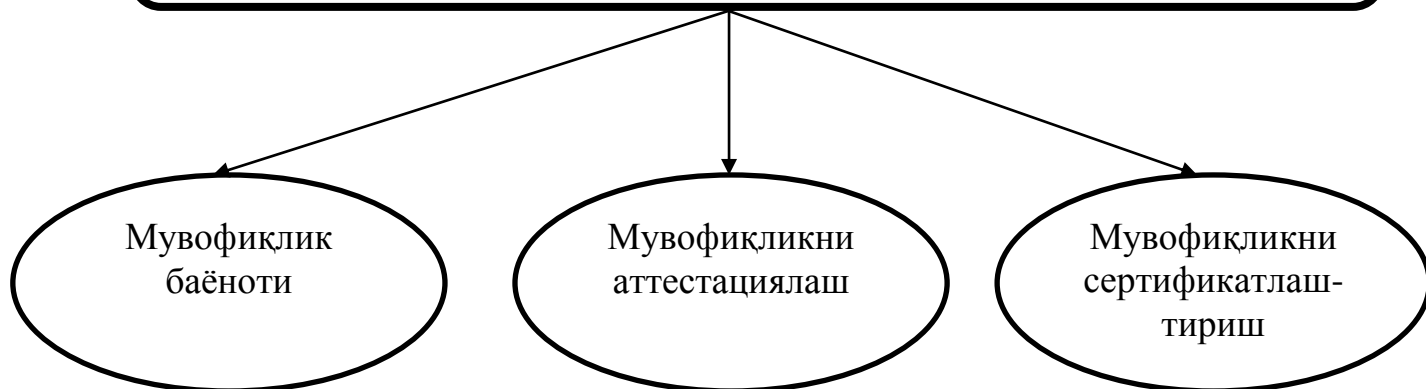 Мувофиқлик
баёноти
Мувофиқликни
аттестациялаш
Мувофиқликни
сертификатлаш-
тириш